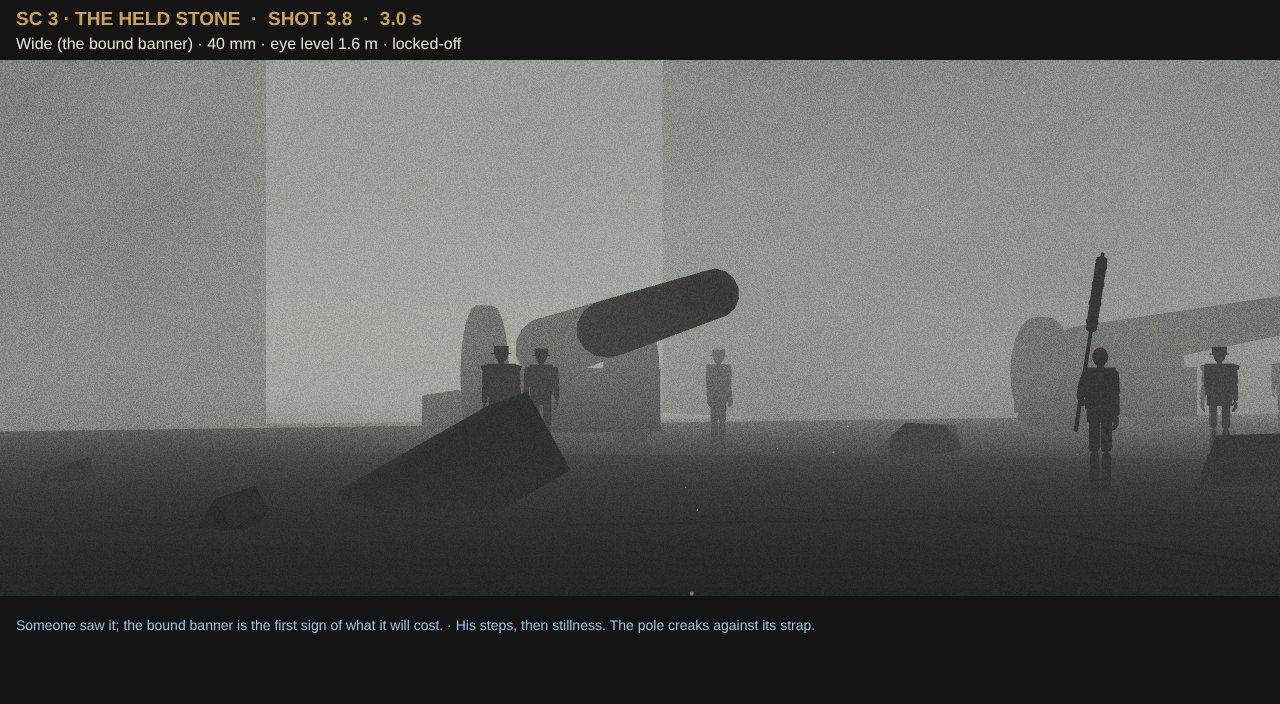 SC 3 · THE HELD STONE · SHOT 3.8 · 3.0 s
Wide (the bound banner) · 40 mm · eye level 1.6 m · locked-off
Someone saw it; the bound banner is the first sign of what it will cost. · His steps, then stillness. The pole creaks against its strap.